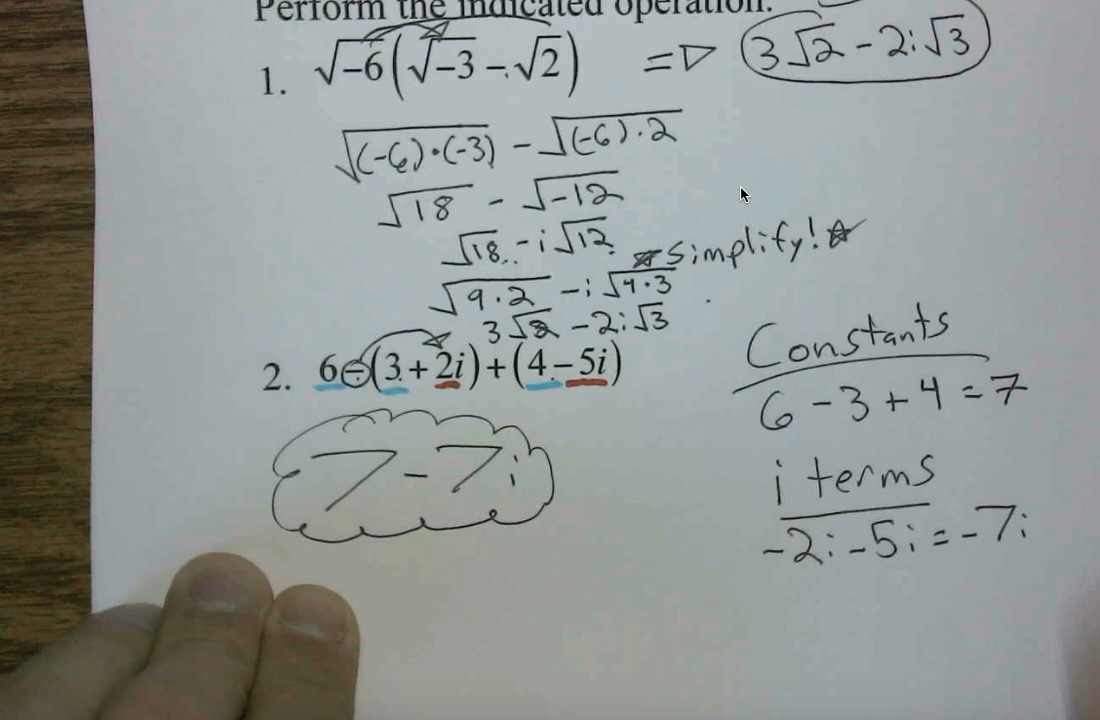 Perform the indicated operation.
1. √-6(√-3 - √2) ⇒ 3√2 - 2i√3
√(-6)·(-3) - √(-6)·2
√18 - √-12
√18 - i√12
☆Simplify!☆
√9·2 - i√4·3
3√2 - 2i√3
2. 6-(3+2i)+(4-5i)
7-7i
Constants
6-3+4=7
i terms
-2i-5i=-7i